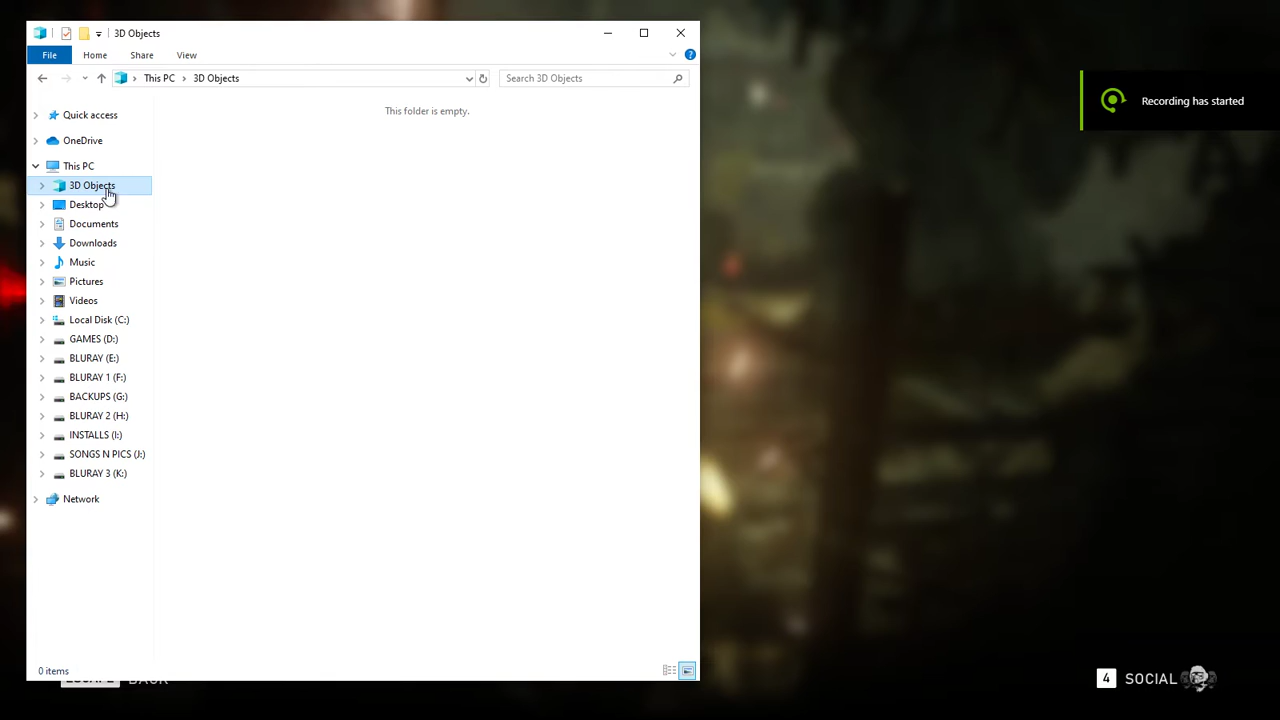 3D Objects
File Home Share View
This PC 3D Objects
Search 3D Objects
This folder is empty.
Quick access
OneDrive
This PC
3D Objects
Desktop
Documents
Downloads
Music
Pictures
Videos
Local Disk (C:)
GAMES (D:)
BLURAY (E:)
BLURAY 1 (F:)
BACKUPS (G:)
BLURAY 2 (H:)
INSTALLS (I:)
SONGS N PICS (J:)
BLURAY 3 (K:)
Network
0 items
Recording has started
4 SOCIAL